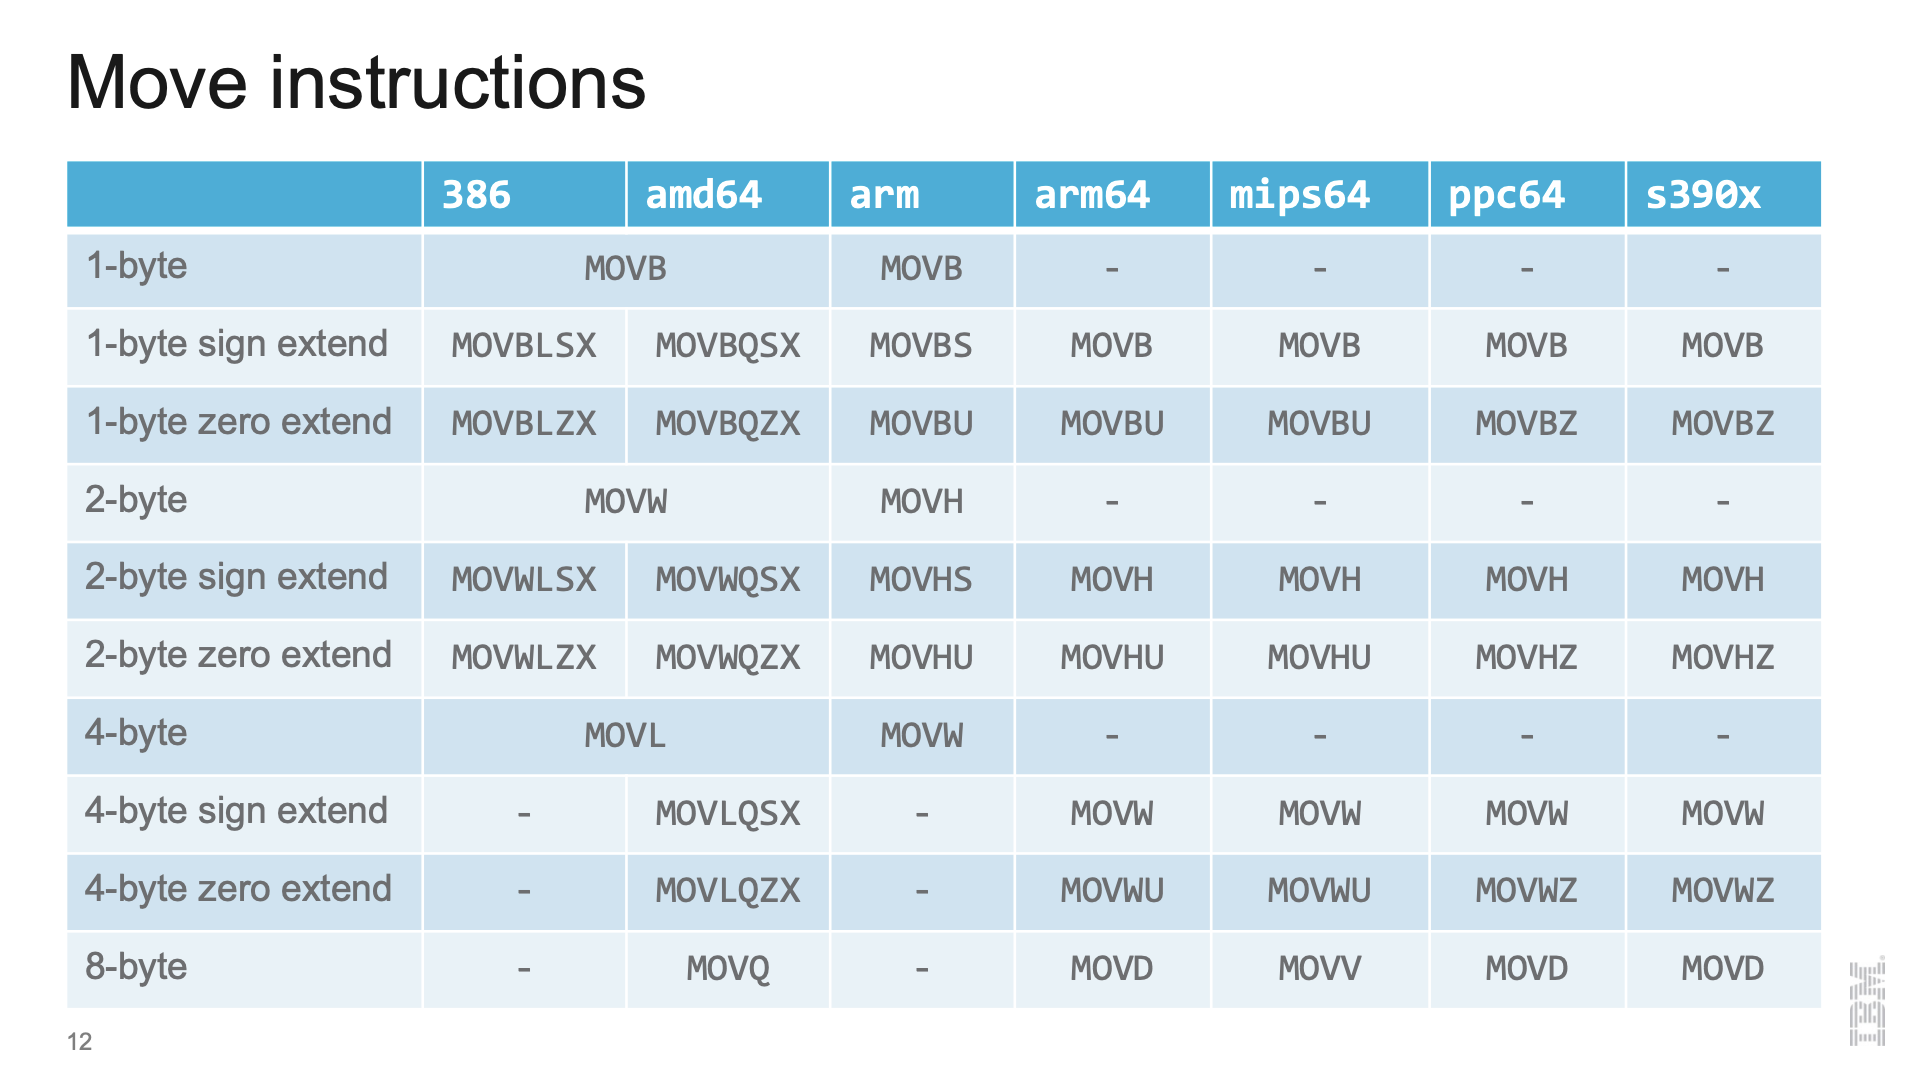 Move instructions
386 amd64 arm arm64 mips64 ppc64 s390x
1-byte MOVB MOVB - - - -
1-byte sign extend MOVBLSX MOVBQSX MOVBS MOVB MOVB MOVB MOVB
1-byte zero extend MOVBLZX MOVBQZX MOVBU MOVBU MOVBU MOVBZ MOVBZ
2-byte MOVW MOVH - - - -
2-byte sign extend MOVWLSX MOVWQSX MOVHS MOVH MOVH MOVH MOVH
2-byte zero extend MOVWLZX MOVWQZX MOVHU MOVHU MOVHU MOVHZ MOVHZ
4-byte MOVL MOVW - - - -
4-byte sign extend - MOVLQSX - MOVW MOVW MOVW MOVW
4-byte zero extend - MOVLQZX - MOVWU MOVWU MOVWZ MOVWZ
8-byte - MOVQ - MOVD MOVV MOVD MOVD
12
IBM